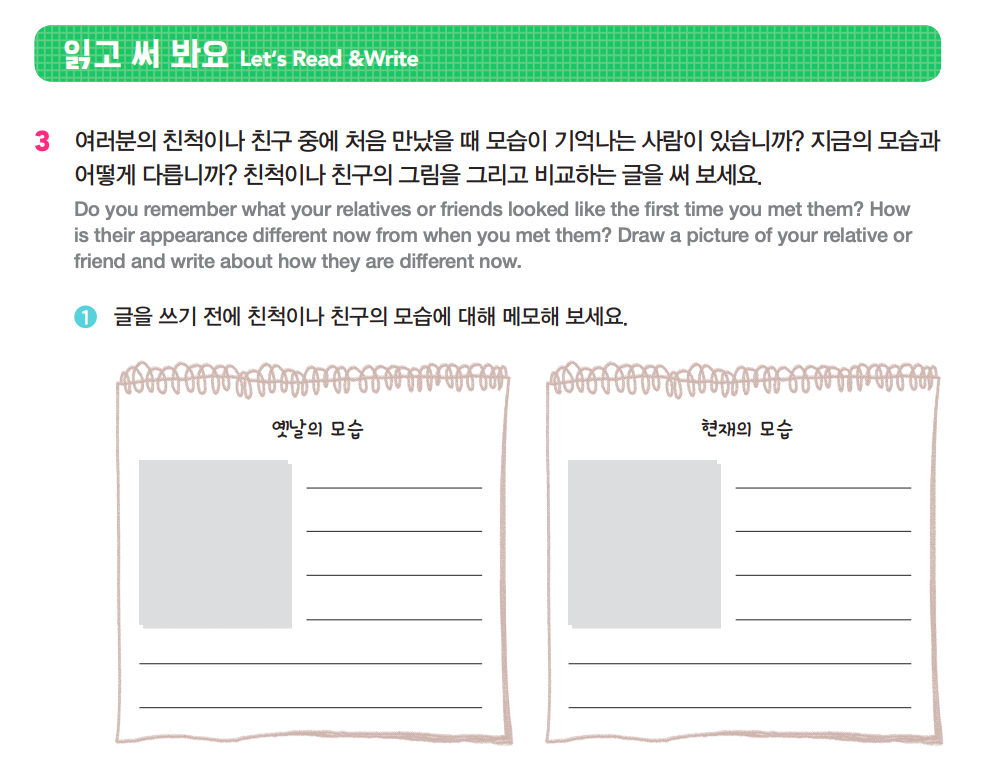 읽고 써 봐요 Let's Read &Write
3 여러분의 친척이나 친구 중에 처음 만났을 때 모습이 기억나는 사람이 있습니까? 지금의 모습과
어떻게 다릅니까? 친척이나 친구의 그림을 그리고 비교하는 글을 써 보세요.
Do you remember what your relatives or friends looked like the first time you met them? How
is their appearance different now from when you met them? Draw a picture of your relative or
friend and write about how they are different now.
1 글을 쓰기 전에 친척이나 친구의 모습에 대해 메모해 보세요.
옛날의 모습
현재의 모습